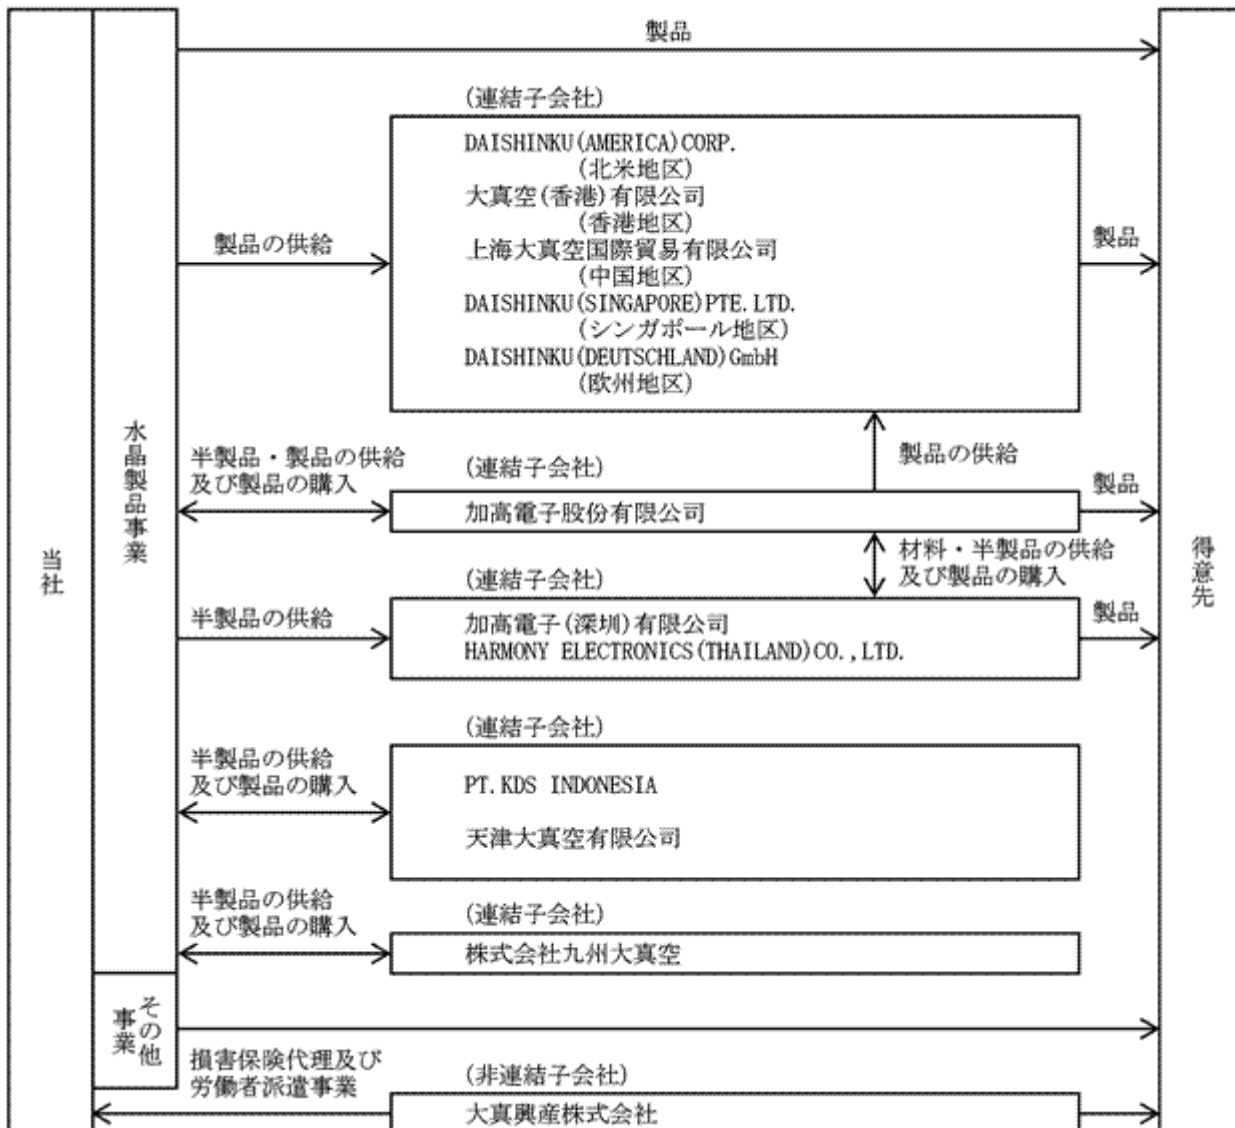 製品
(連結子会社)
DAISHINKU(AMERICA)CORP.
(北米地区)
大真空(香港)有限公司
(香港地区)
上海大真空国際貿易有限公司
(中国地区)
DAISHINKU(SINGAPORE)PTE.LTD.
(シンガポール地区)
DAISHINKU(DEUTSCHLAND)GmbH
(欧州地区)
製品の供給
製品
製品の供給
半製品・製品の供給
及び製品の購入
(連結子会社)
加高電子股份有限公司
製品
材料・半製品の供給
及び製品の購入
(連結子会社)
半製品の供給
加高電子(深圳)有限公司
HARMONY ELECTRONICS(THAILAND)CO.,LTD.
製品
(連結子会社)
半製品の供給
及び製品の購入
PT.KDS INDONESIA
天津大真空有限公司
半製品の供給
及び製品の購入
(連結子会社)
株式会社九州大真空
当社
水晶製品事業
その他
事業
得意先
損害保険代理及び
労働者派遣事業
(非連結子会社)
大真興産株式会社